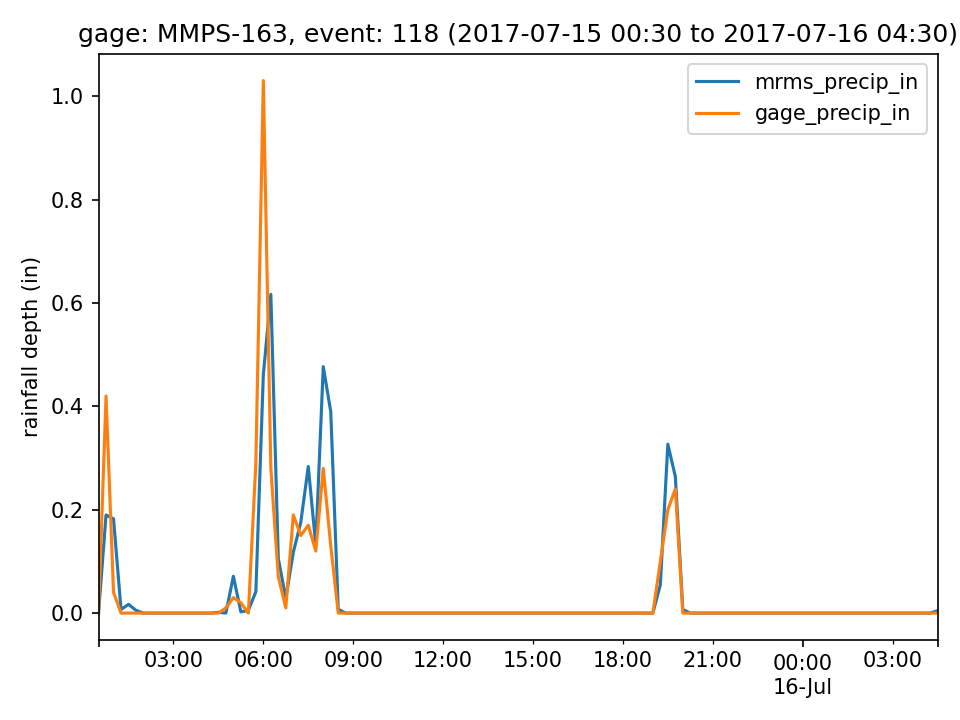 gage: MMPS-163, event: 118 (2017-07-15 00:30 to 2017-07-16 04:30)
mrms_precip_in
gage_precip_in
rainfall depth (in)
1.0
0.8
0.6
0.4
0.2
0.0
03:00 06:00 09:00 12:00 15:00 18:00 21:00 00:00 03:00
16-Jul